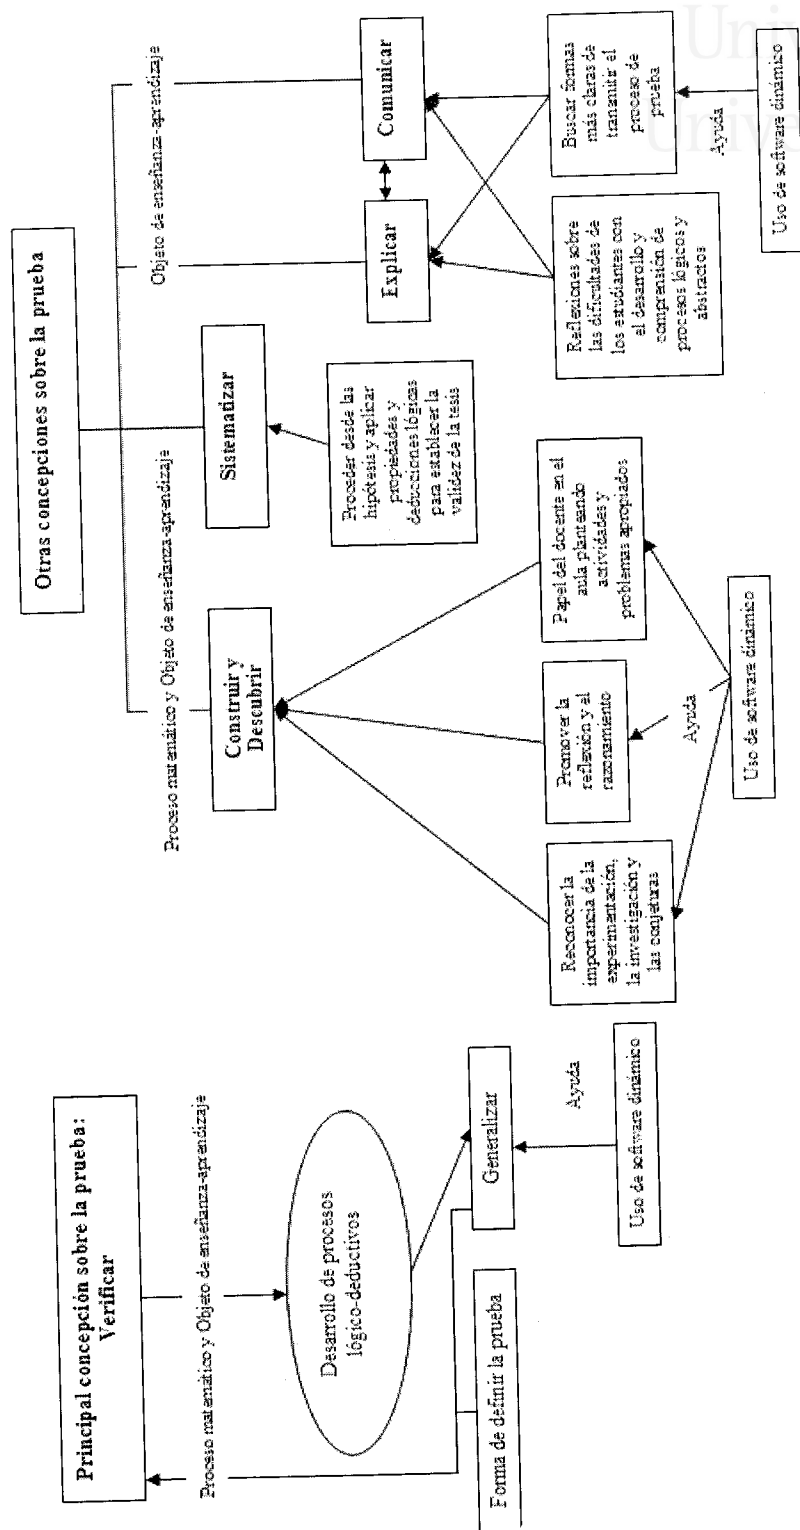 Principal concepción sobre la prueba:
Verificar
Proceso matemático y Objeto de enseñanza-aprendizaje
Desarrollo de procesos
lógico-deductivos
Generalizar
Forma de definir la prueba
Ayuda
Uso de software dinámico
Otras concepciones sobre la prueba
Proceso matemático y Objeto de enseñanza-aprendizaje
Objeto de enseñanza-aprendizaje
Construir y
Descubrir
Sistematizar
Explicar
Comunicar
Reconocer la
importancia de la
experimentación,
la investigación y
las conjeturas
Promover la
reflexión y el
razonamiento
Papel del docente en el
aula planteando
actividades y
problemas apropiados
Ayuda
Uso de software dinámico
Proceder desde las
hipótesis y aplicar
propiedades y
deducciones lógicas
para establecer la
validez de la tesis
Reflexiones sobre
las dificultades de
los estudiantes con
el desarrollo y
comprensión de
procesos lógicos y
abstractos
Buscar formas
más claras de
transmitir el
proceso de
prueba
Ayuda
Uso de software dinámico
Univ
Unive